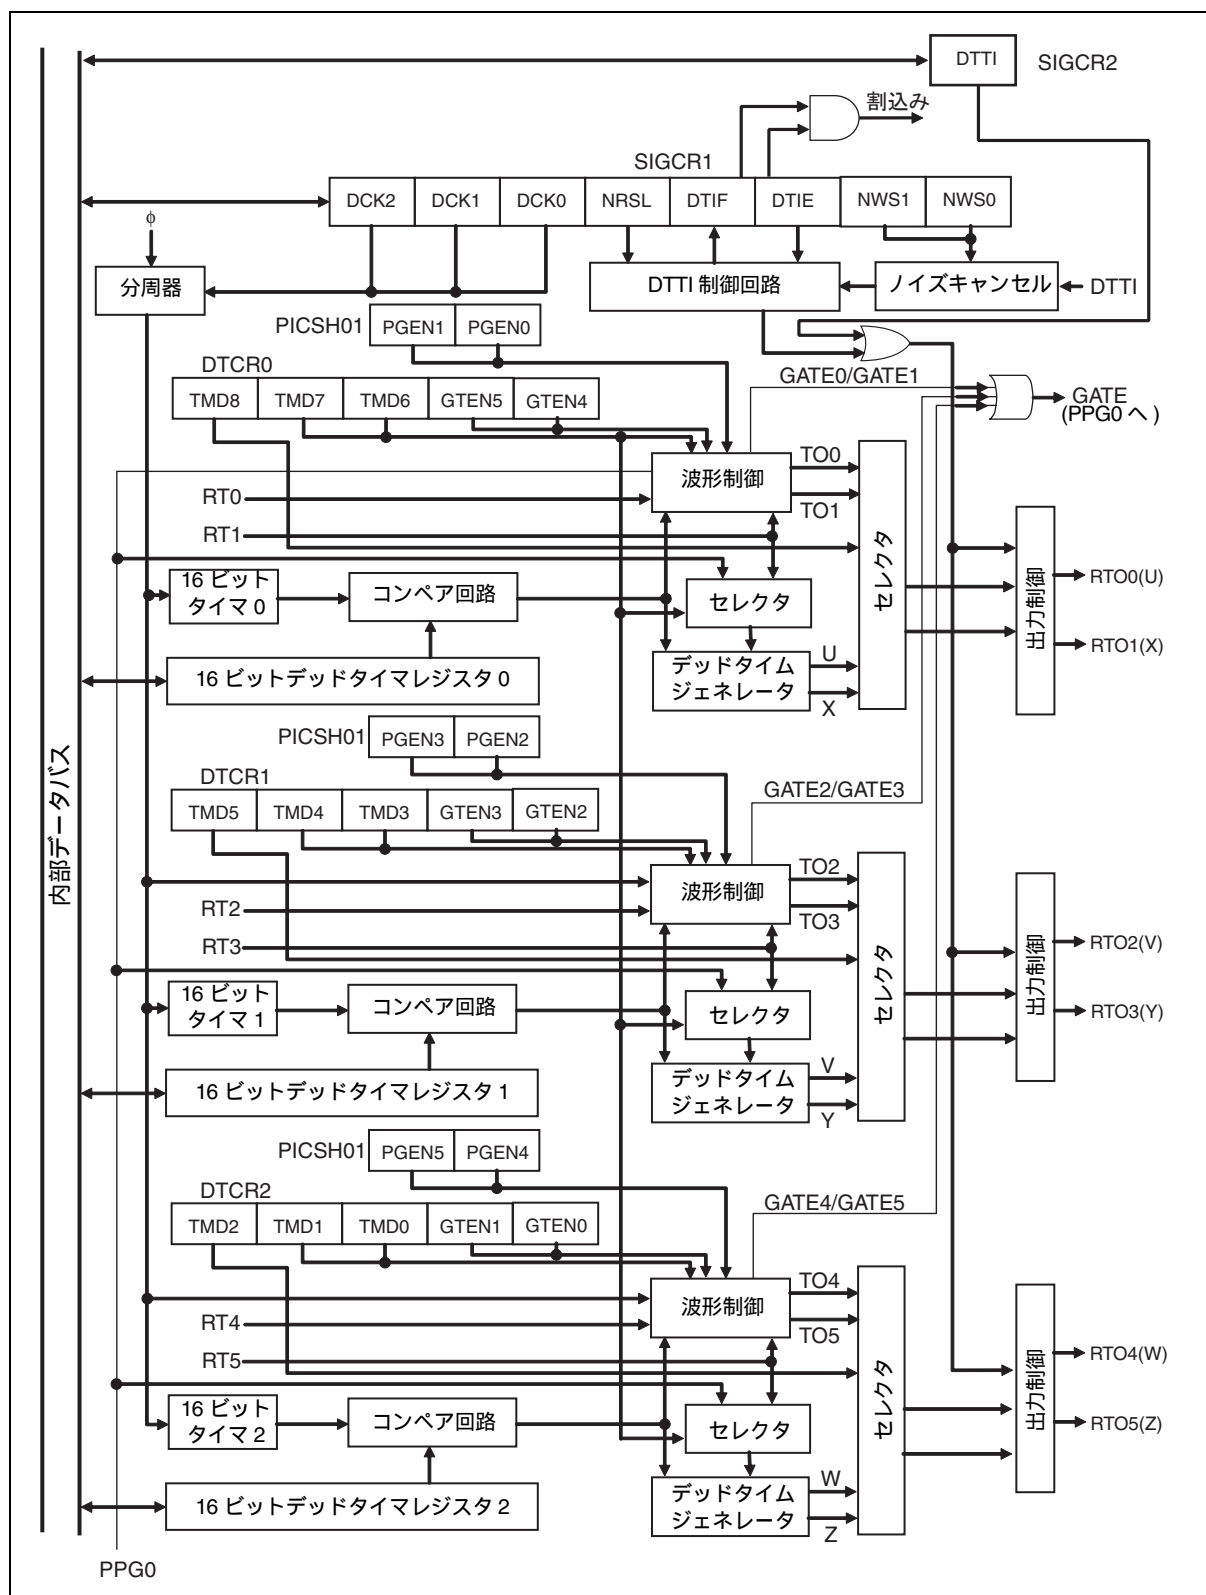 DTTI
SIGCR2
割込み
SIGCR1
DCK2 DCK1 DCK0 NRSL DTIF DTIE NWS1 NWS0
φ
分周器
DTTI 制御回路
ノイズキャンセル
DTTI
PICSH01
PGEN1 PGEN0
DTCR0
TMD8 TMD7 TMD6 GTEN5 GTEN4
GATE0/GATE1
GATE
(PPG0 へ )
波形制御
TO0
TO1
RT0
RT1
セレクタ
出力制御
RTO0(U)
RTO1(X)
16 ビット
タイマ 0
コンペア回路
セレクタ
16 ビットデッドタイマレジスタ 0
デッドタイム
ジェネレータ
U
X
PICSH01
PGEN3 PGEN2
DTCR1
TMD5 TMD4 TMD3 GTEN3 GTEN2
GATE2/GATE3
波形制御
TO2
TO3
RT2
RT3
セレクタ
出力制御
RTO2(V)
RTO3(Y)
16 ビット
タイマ 1
コンペア回路
セレクタ
16 ビットデッドタイマレジスタ 1
デッドタイム
ジェネレータ
V
Y
内部データバス
PICSH01
PGEN5 PGEN4
DTCR2
TMD2 TMD1 TMD0 GTEN1 GTEN0
GATE4/GATE5
波形制御
TO4
TO5
RT4
RT5
セレクタ
出力制御
RTO4(W)
RTO5(Z)
16 ビット
タイマ 2
コンペア回路
セレクタ
16 ビットデッドタイマレジスタ 2
デッドタイム
ジェネレータ
W
Z
PPG0